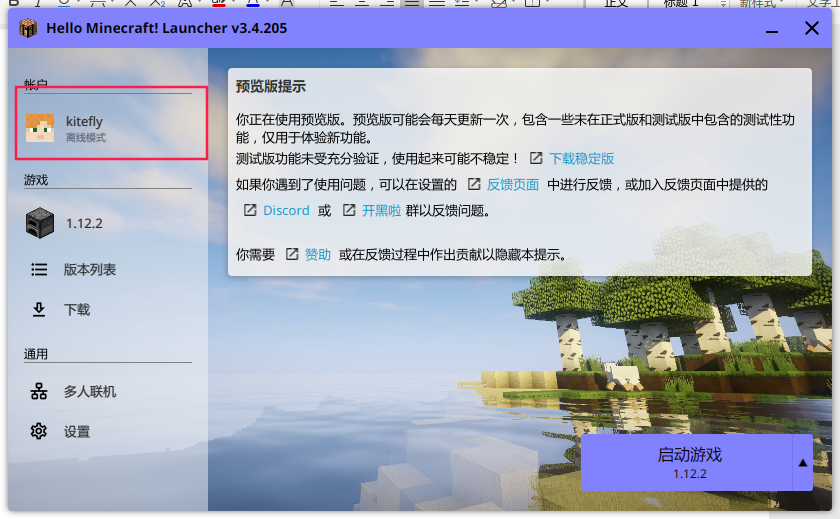 正文
标题 1
新样式
Hello Minecraft! Launcher v3.4.205
帐户
kitefly
离线模式
游戏
1.12.2
版本列表
下载
通用
多人联机
设置
预览版提示
你正在使用预览版。预览版可能会每天更新一次，包含一些未在正式版和测试版中包含的测试性功
能，仅用于体验新功能。
测试版功能未受充分验证，使用起来可能不稳定！ 下载稳定版
如果你遇到了使用问题，可以在设置的 反馈页面 中进行反馈，或加入反馈页面中提供的
Discord 或 开黑啦 群以反馈问题。
你需要 赞助 或在反馈过程中作出贡献以隐藏本提示。
启动游戏
1.12.2